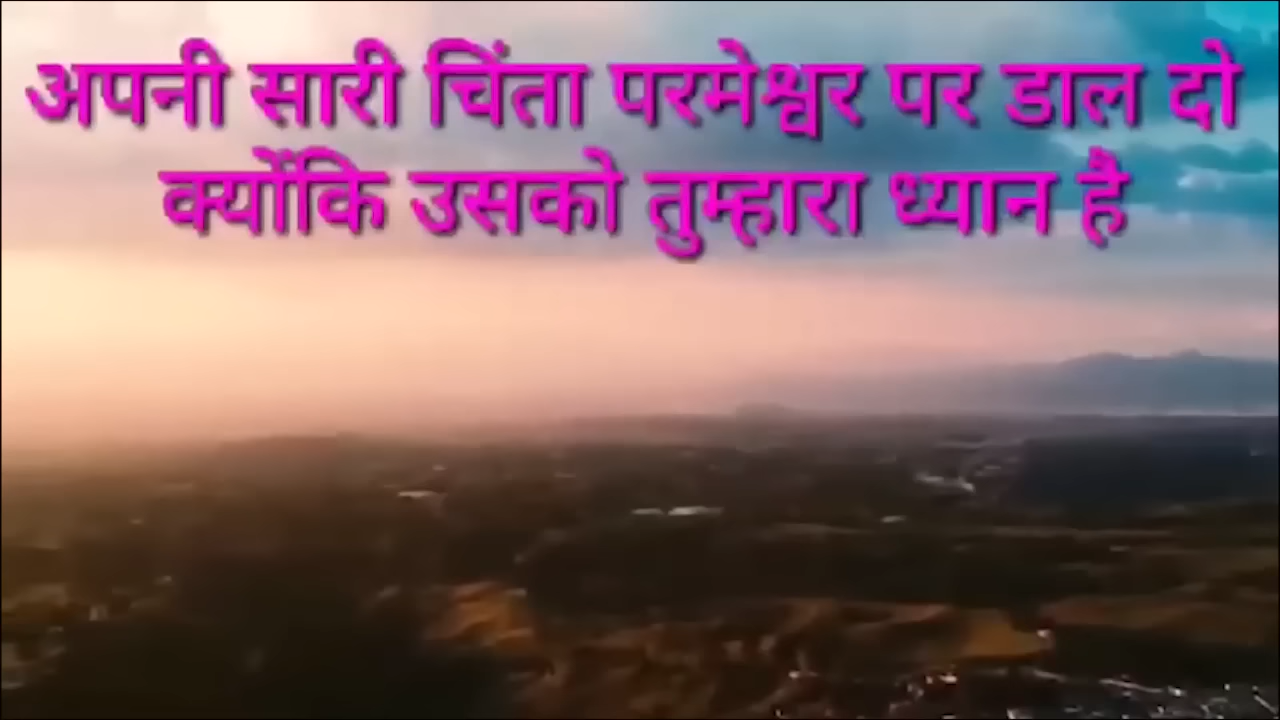 अपनी सारी चिंता परमेश्वर पर डाल दो
क्योंकि उसको तुम्हारा ध्यान है